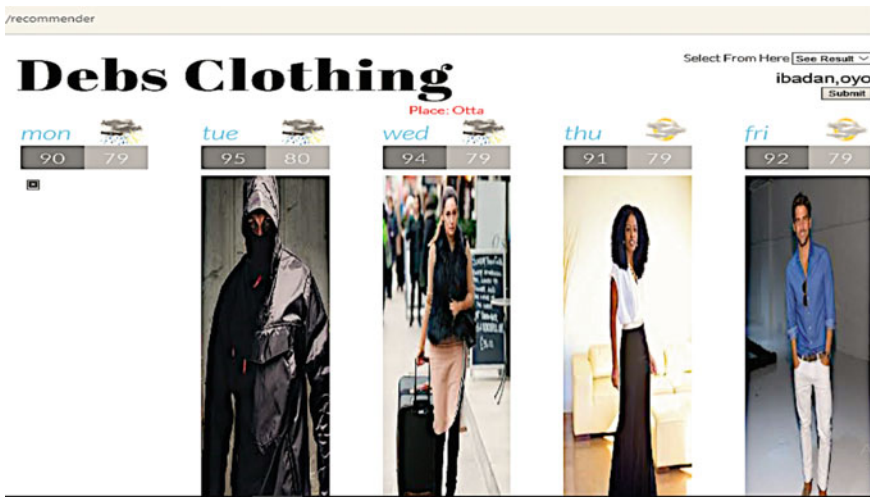 /recommender
Select From Here See Result
Debs Clothing
ibadan,oyo
Submit
Place: Otta
mon tue wed thu fri
90 79 95 80 94 79 91 79 92 79